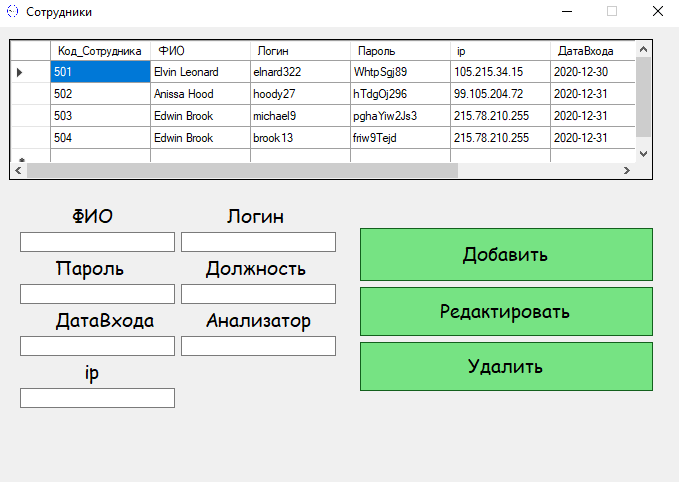 Сотрудники
Код_Сотрудника ФИО Логин Пароль ip ДатаВхода
501 Elvin Leonard elnard322 WhtpSgj89 105.215.34.15 2020-12-30
502 Anissa Hood hoody27 hTdgOj296 99.105.204.72 2020-12-31
503 Edwin Brook michael9 pghaYiw2Js3 215.78.210.255 2020-12-31
504 Edwin Brook brook13 friw9Tejd 215.78.210.255 2020-12-31
ФИО Логин
Пароль Должность
ДатаВхода Анализатор
ip
Добавить
Редактировать
Удалить